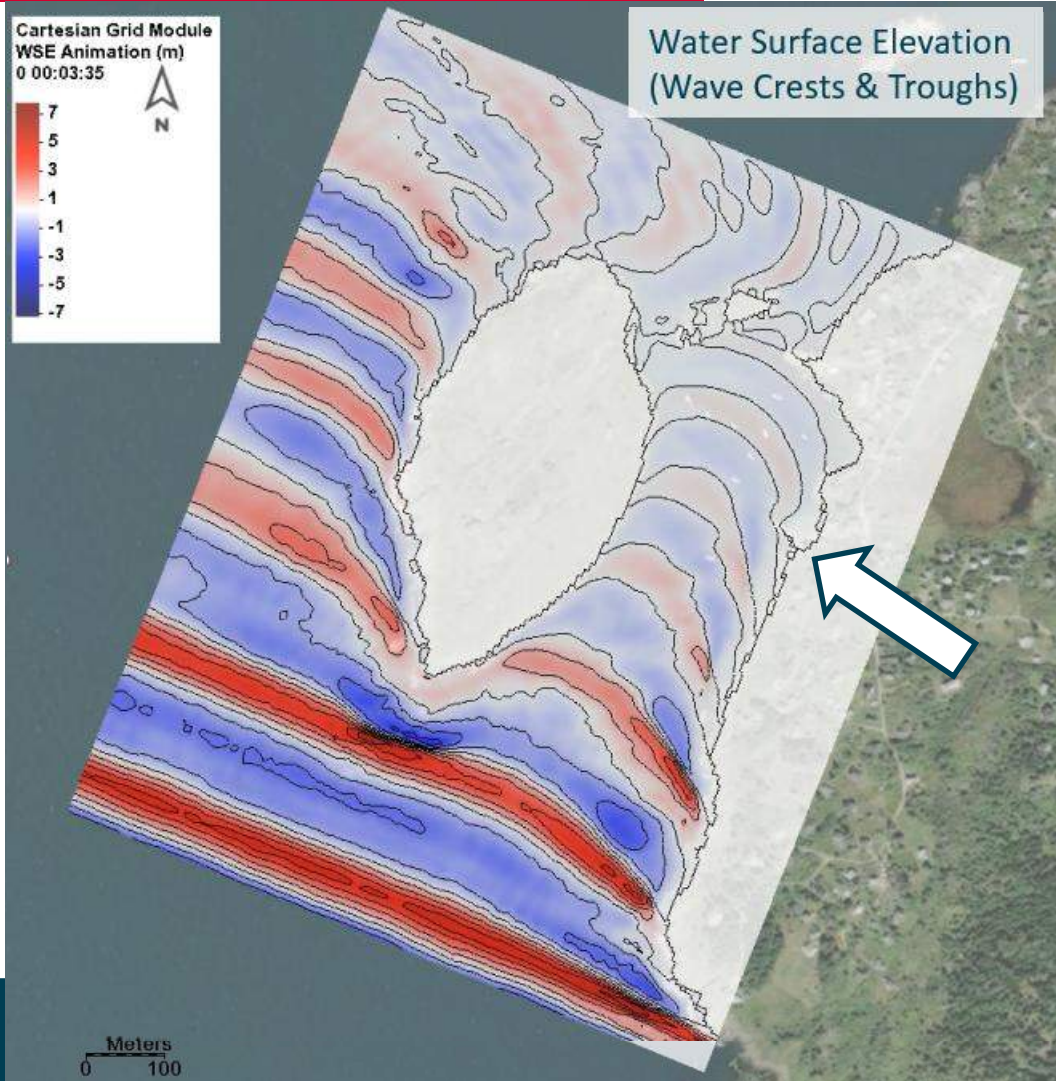 Cartesian Grid Module
WSE Animation (m)
0 00:03:35
N
7
5
3
1
-1
-3
-5
-7
Water Surface Elevation
(Wave Crests & Troughs)
Meters
0 100